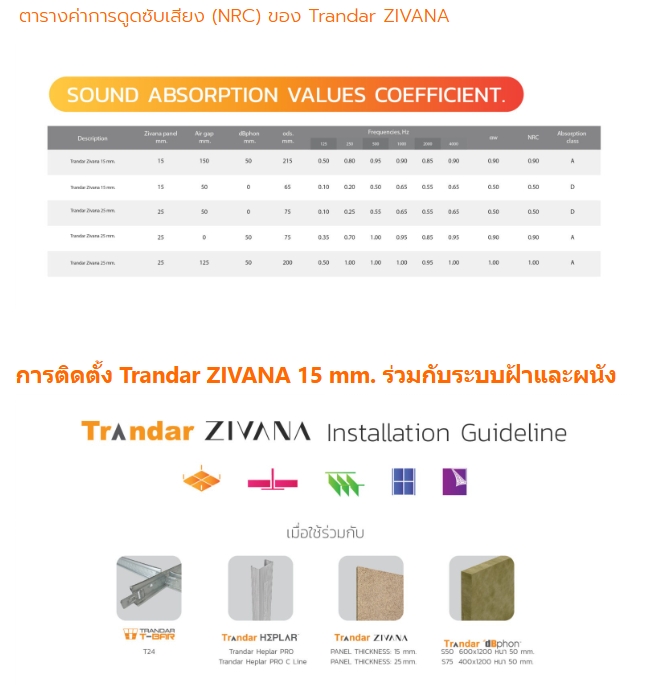 ตารางค่าการดูดซับเสียง (NRC) ของ Trandar ZIVANA
SOUND ABSORPTION VALUES COEFFICIENT.
Description Zivana panel mm. Air gap mm. dBphon mm. ods. mm. Frequencies, Hz αw NRC Absorption class
125 250 500 1000 2000 4000
Trandar Zivana 15 mm. 15 150 50 215 0.50 0.80 0.95 0.90 0.85 0.90 0.90 0.90 A
Trandar Zivana 15 mm. 15 50 0 65 0.10 0.20 0.50 0.65 0.55 0.65 0.50 0.50 D
Trandar Zivana 25 mm. 25 50 0 75 0.10 0.25 0.55 0.65 0.55 0.65 0.50 0.50 D
Trandar Zivana 25 mm. 25 0 50 75 0.35 0.70 1.00 0.95 0.85 0.95 0.90 0.90 A
Trandar Zivana 25 mm. 25 125 50 200 0.50 1.00 1.00 1.00 0.95 1.00 1.00 1.00 A
การติดตั้ง Trandar ZIVANA 15 mm. ร่วมกับระบบฝ้าและผนัง
Trandar ZIVANA Installation Guideline
เมื่อใช้ร่วมกับ
TRANDAR T-BAR
T24
Trandar HΣPLAR
Trandar Heplar PRO
Trandar Heplar PRO C Line
Trandar ZIVANA
PANEL THICKNESS: 15 mm.
PANEL THICKNESS: 25 mm.
Trandar dBphon
S50 600x1200 หนา 50 mm.
S75 400x1200 หนา 50 mm.